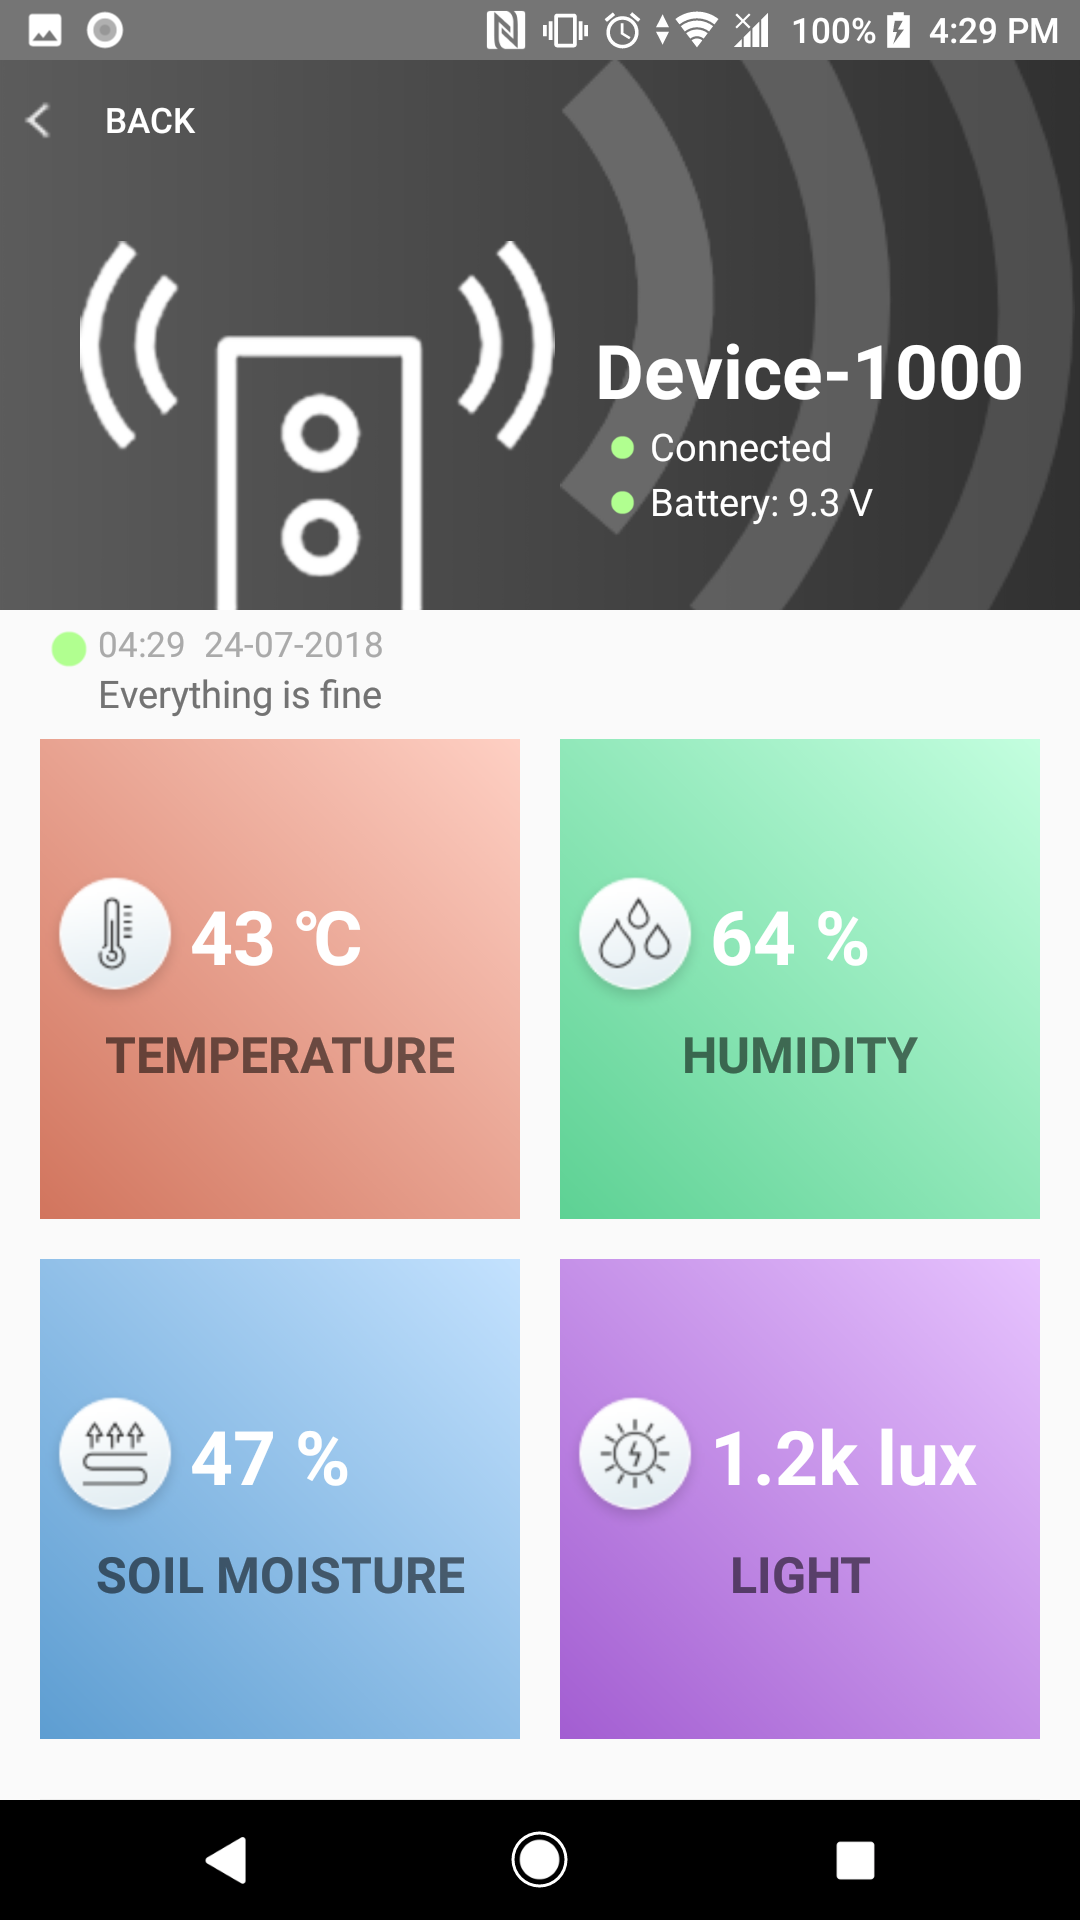 100% 4:29 PM
BACK
Device-1000
Connected
Battery: 9.3 V
04:29 24-07-2018
Everything is fine
43 °C
TEMPERATURE
64 %
HUMIDITY
47 %
SOIL MOISTURE
1.2k lux
LIGHT